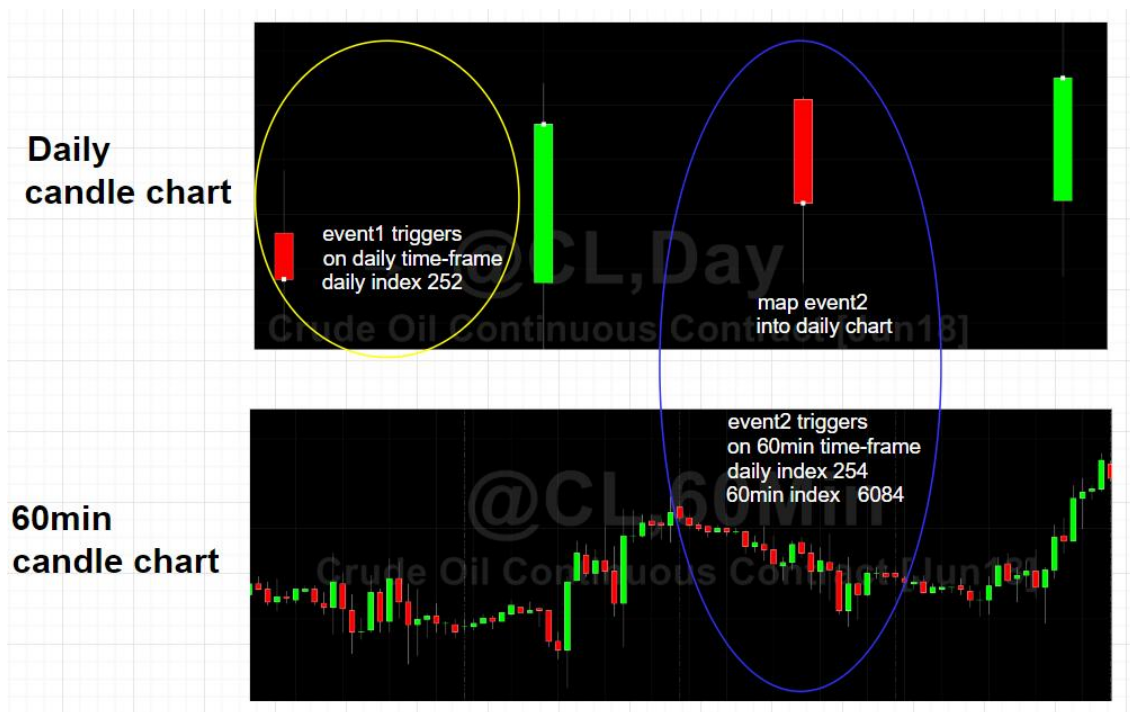 Daily
candle chart
event1 triggers
on daily time-frame
daily index 252
@CL,Day
Crude Oil Continuous Contract [Jun18]
map event2
into daily chart
60min
candle chart
event2 triggers
on 60min time-frame
daily index 254
60min index 6084
@CL,60Min
Crude Oil Continuous Contract [Jun18]